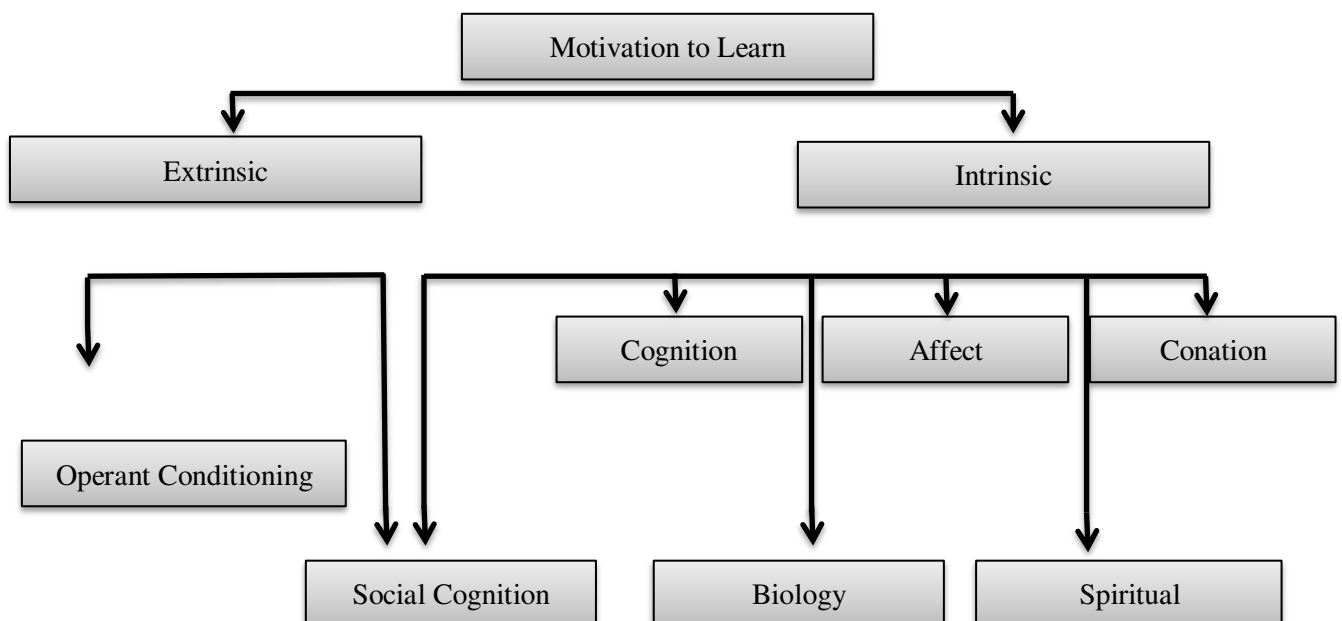 Motivation to Learn
Extrinsic
Intrinsic
Cognition
Affect
Conation
Operant Conditioning
Social Cognition
Biology
Spiritual